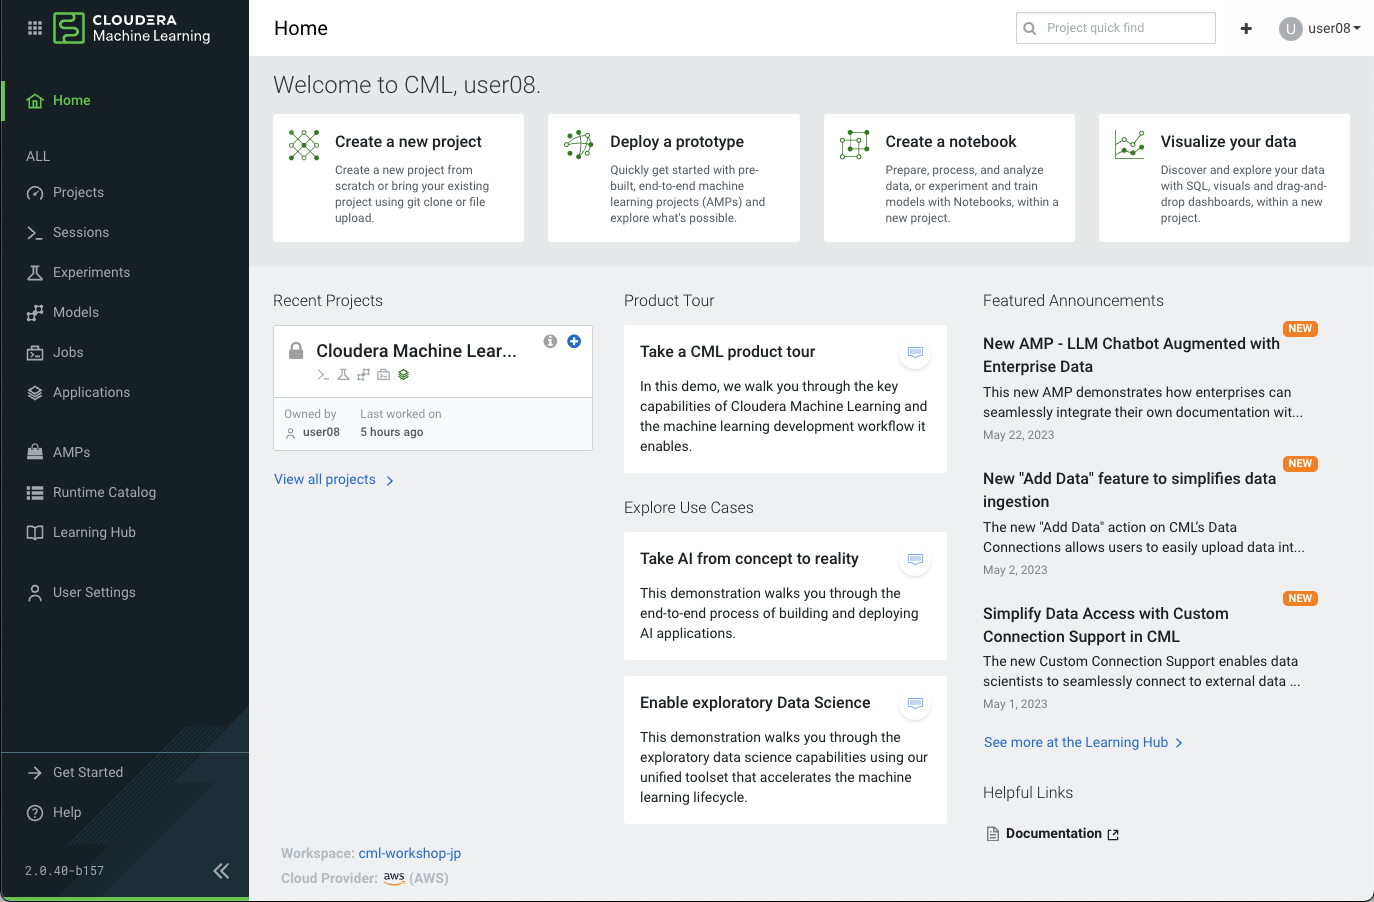 CLOUDERA
Machine Learning
Home
Project quick find
U
user08
Home
ALL
Projects
Sessions
Experiments
Models
Jobs
Applications
AMPs
Runtime Catalog
Learning Hub
User Settings
Get Started
Help
2.0.40-b157
Welcome to CML, user08.
Create a new project
Create a new project from
scratch or bring your existing
project using git clone or file
upload.
Deploy a prototype
Quickly get started with pre-
built, end-to-end machine
learning projects (AMPs) and
explore what's possible.
Create a notebook
Prepare, process, and analyze
data, or experiment and train
models with Notebooks, within a
new project.
Visualize your data
Discover and explore your data
with SQL, visuals and drag-and-
drop dashboards, within a new
project.
Recent Projects
Cloudera Machine Lear...
Owned by
user08
Last worked on
5 hours ago
View all projects
Product Tour
Take a CML product tour
In this demo, we walk you through the key
capabilities of Cloudera Machine Learning and
the machine learning development workflow it
enables.
Explore Use Cases
Take AI from concept to reality
This demonstration walks you through the
end-to-end process of building and deploying
AI applications.
Enable exploratory Data Science
This demonstration walks you through the
exploratory data science capabilities using our
unified toolset that accelerates the machine
learning lifecycle.
Featured Announcements
NEW
New AMP - LLM Chatbot Augmented with
Enterprise Data
This new AMP demonstrates how enterprises can
seamlessly integrate their own documentation wit...
May 22, 2023
NEW
New "Add Data" feature to simplifies data
ingestion
The new "Add Data" action on CML’s Data
Connections allows users to easily upload data int...
May 2, 2023
NEW
Simplify Data Access with Custom
Connection Support in CML
The new Custom Connection Support enables data
scientists to seamlessly connect to external data ...
May 1, 2023
See more at the Learning Hub
Helpful Links
Documentation
Workspace: cml-workshop-jp
Cloud Provider: aws (AWS)